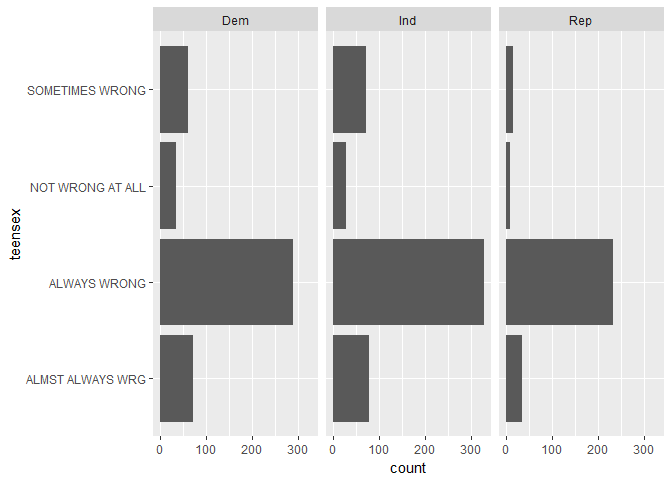 Dem Ind Rep
SOMETIMES WRONG
NOT WRONG AT ALL
ALWAYS WRONG
ALMST ALWAYS WRG
teensex
0 100 200 300 0 100 200 300 0 100 200 300
count